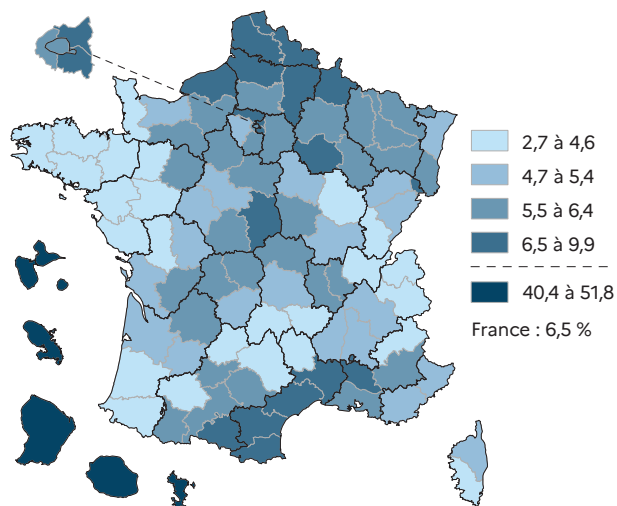 2,7 à 4,6
4,7 à 5,4
5,5 à 6,4
6,5 à 9,9
40,4 à 51,8
France : 6,5 %